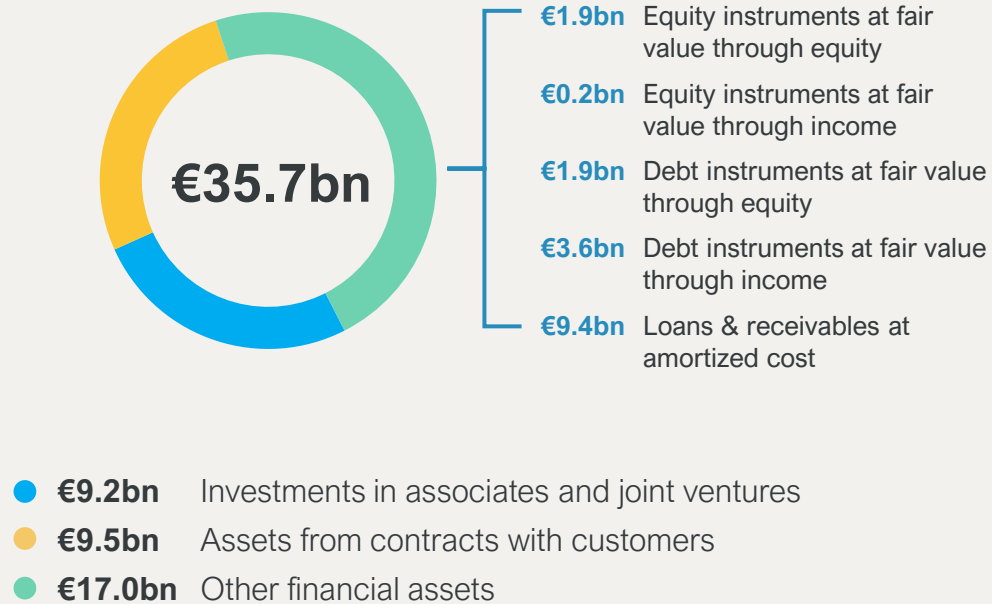 €35.7bn
€1.9bn Equity instruments at fair
value through equity
€0.2bn Equity instruments at fair
value through income
€1.9bn Debt instruments at fair value
through equity
€3.6bn Debt instruments at fair value
through income
€9.4bn Loans & receivables at
amortized cost
€9.2bn Investments in associates and joint ventures
€9.5bn Assets from contracts with customers
€17.0bn Other financial assets